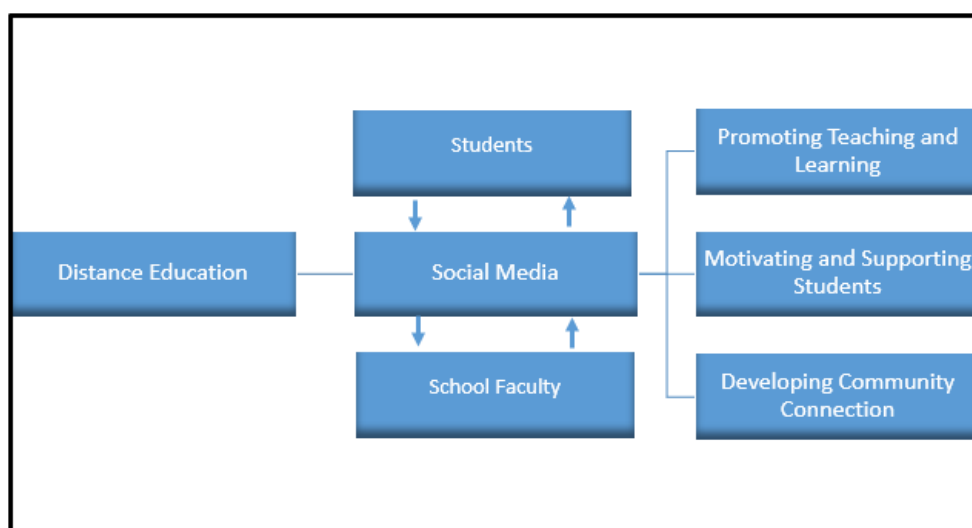 Students
Promoting Teaching and
Learning
Distance Education
Social Media
Motivating and Supporting
Students
School Faculty
Developing Community
Connection